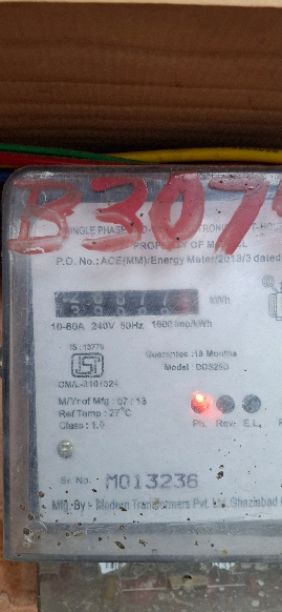 B307
SINGLE PHASE
PROPERTY OF
P.O. No.: ACE(MM)/Energy Meter/2013/3 dated
kWh
10-60A 240V 50Hz 1600 imp/kWh
IS : 13779
Guarantee : 18 Months
CM/L-3101524
M/Yr of Mfg : 07 / 13
Ref Temp : 27°C
Class : 1.0
Ph. Rev. E.L.
Sr. No. M013236
Mfg. By :- Modern Transformers Pvt. Ltd. Ghaziabad